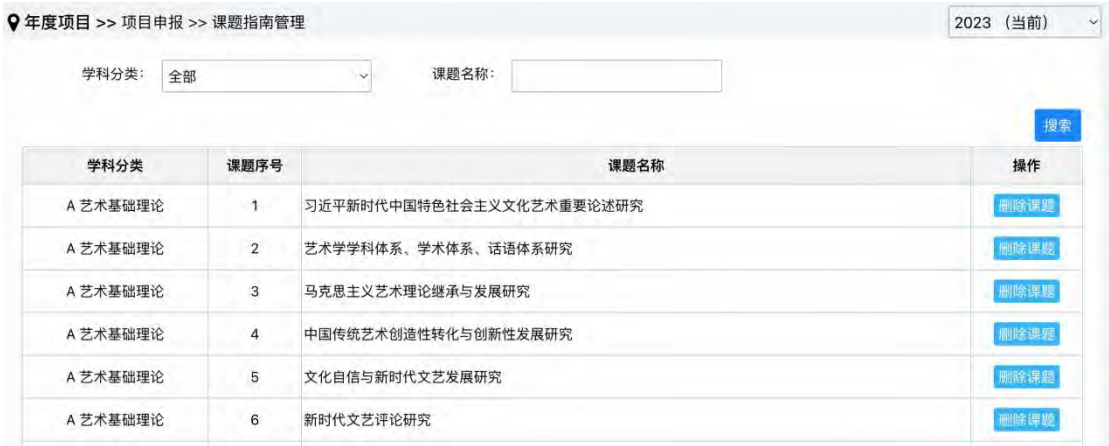 年度项目 >> 项目申报 >> 课题指南管理 2023 （当前）
学科分类： 全部 课题名称：
搜索
学科分类 课题序号 课题名称 操作
A 艺术基础理论 1 习近平新时代中国特色社会主义文化艺术重要论述研究 删除课题
A 艺术基础理论 2 艺术学学科体系、学术体系、话语体系研究 删除课题
A 艺术基础理论 3 马克思主义艺术理论继承与发展研究 删除课题
A 艺术基础理论 4 中国传统艺术创造性转化与创新性发展研究 删除课题
A 艺术基础理论 5 文化自信与新时代文艺发展研究 删除课题
A 艺术基础理论 6 新时代文艺评论研究 删除课题